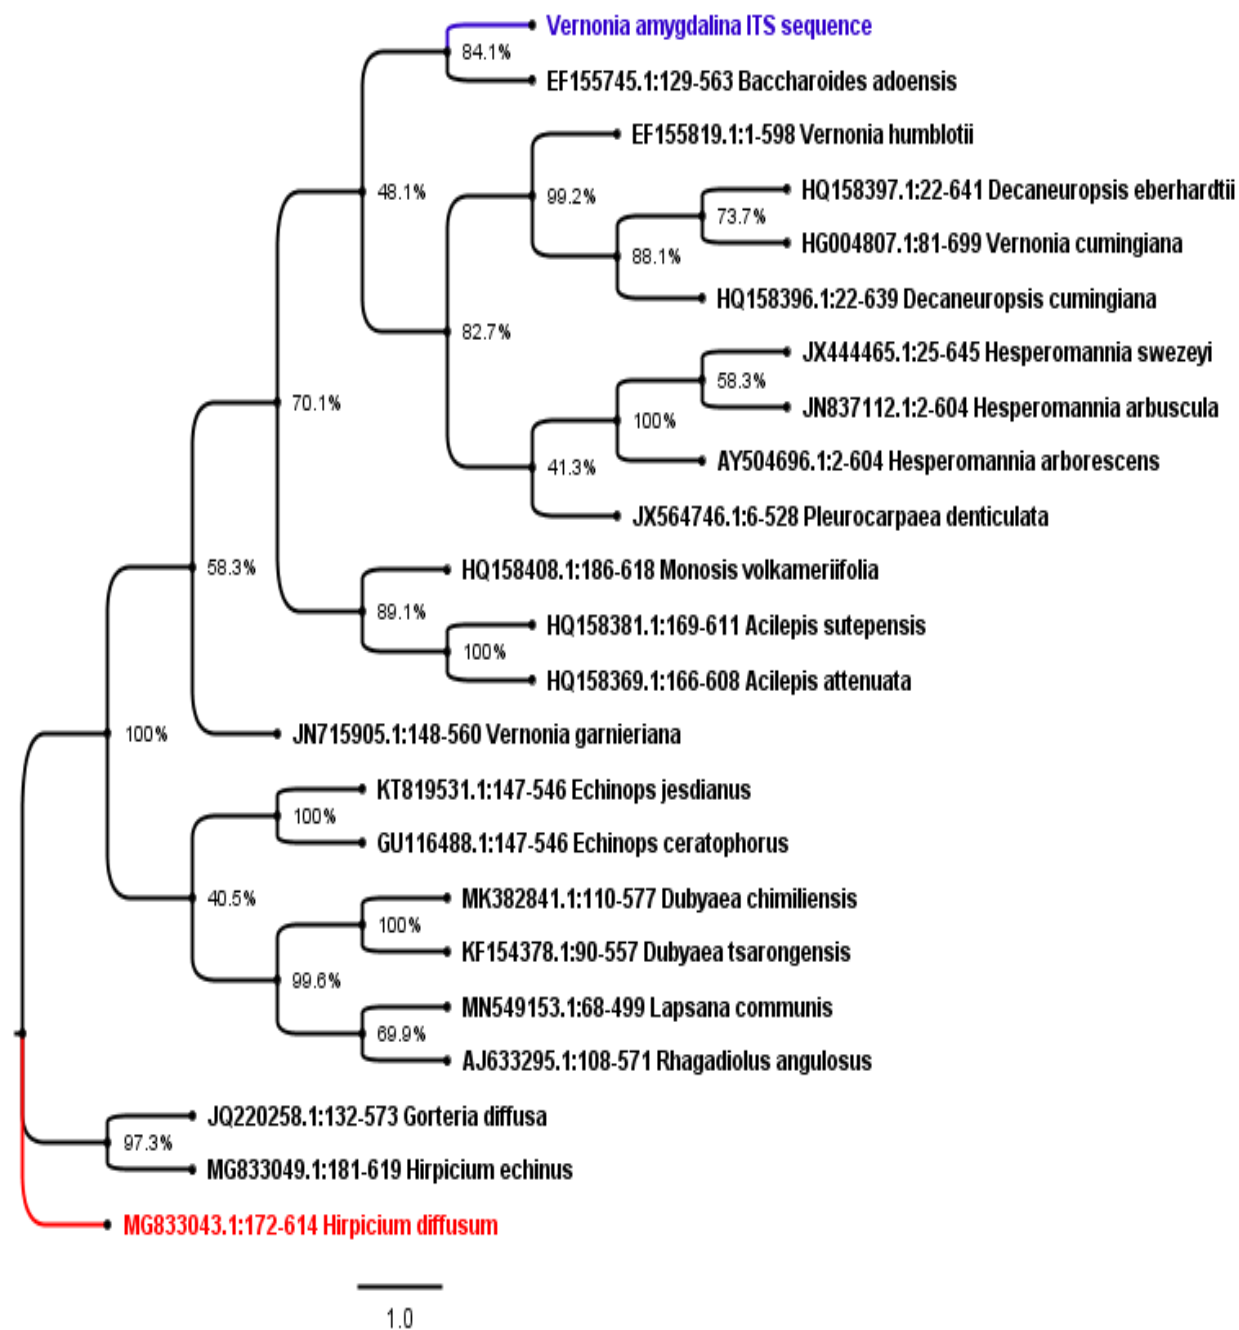 Vernonia amygdalina ITS sequence
84.1%
EF155745.1:129-563 Baccharoides adoensis
EF155819.1:1-598 Vernonia humblotii
HQ158397.1:22-641 Decaneuropsis eberhardtii
48.1%
99.2%
73.7%
HG004807.1:81-699 Vernonia cumingiana
88.1%
HQ158396.1:22-639 Decaneuropsis cumingiana
82.7%
JX444465.1:25-645 Hesperomannia swezeyi
58.3%
70.1%
JN837112.1:2-604 Hesperomannia arbuscula
100%
AY504696.1:2-604 Hesperomannia arborescens
41.3%
JX564746.1:6-528 Pleurocarpaea denticulata
58.3%
HQ158408.1:186-618 Monosis volkameriifolia
89.1%
HQ158381.1:169-611 Acilepis sutepensis
100%
HQ158369.1:166-608 Acilepis attenuata
100%
JN715905.1:148-560 Vernonia garnieriana
KT819531.1:147-546 Echinops jesdianus
100%
GU116488.1:147-546 Echinops ceratophorus
40.5%
MK382841.1:110-577 Dubyaea chimiliensis
100%
KF154378.1:90-557 Dubyaea tsarongensis
99.6%
MN549153.1:68-499 Lapsana communis
69.9%
AJ633295.1:108-571 Rhagadiolus angulosus
JQ220258.1:132-573 Gorteria diffusa
97.3%
MG833049.1:181-619 Hirpicium echinus
MG833043.1:172-614 Hirpicium diffusum
1.0